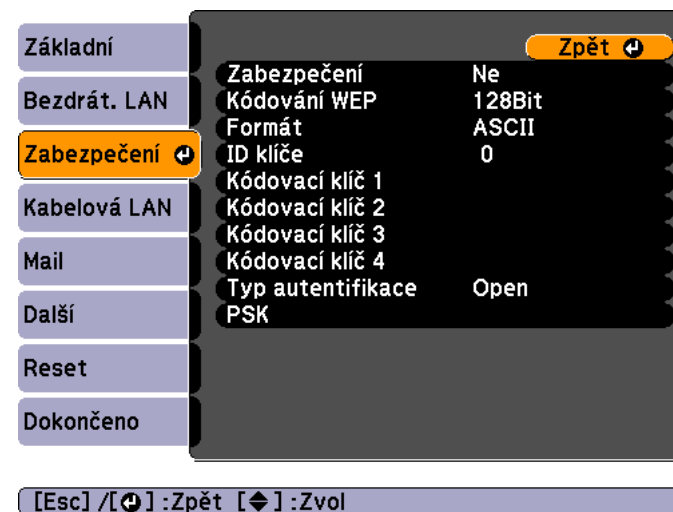 Základní
Bezdrát. LAN
Zabezpečení
Kabelová LAN
Mail
Další
Reset
Dokončeno
Zpět
Zabezpečení Ne
Kódování WEP 128Bit
Formát ASCII
ID klíče 0
Kódovací klíč 1
Kódovací klíč 2
Kódovací klíč 3
Kódovací klíč 4
Typ autentifikace Open
PSK
[Esc] /[⏎] :Zpět [◆] :Zvol